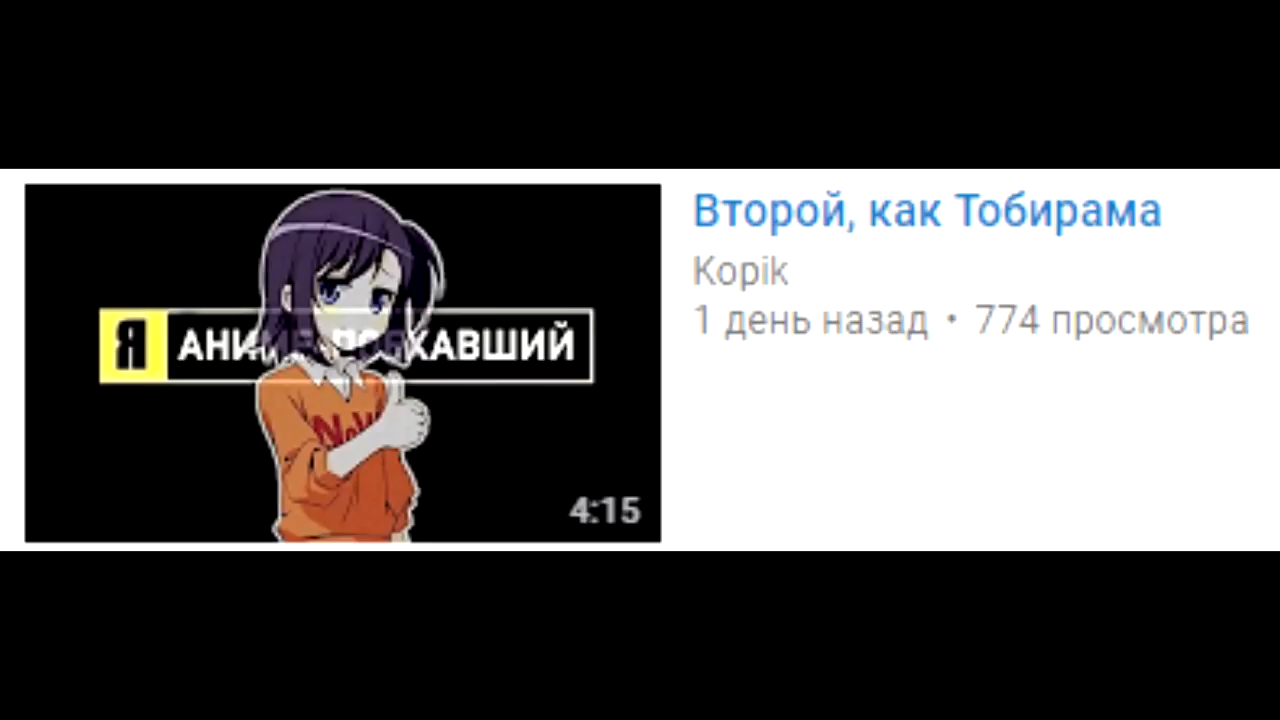 Я АНИМЕ ПОЕХАВШИЙ
4:15
Второй, как Тобирама
Kopik
1 день назад • 774 просмотра